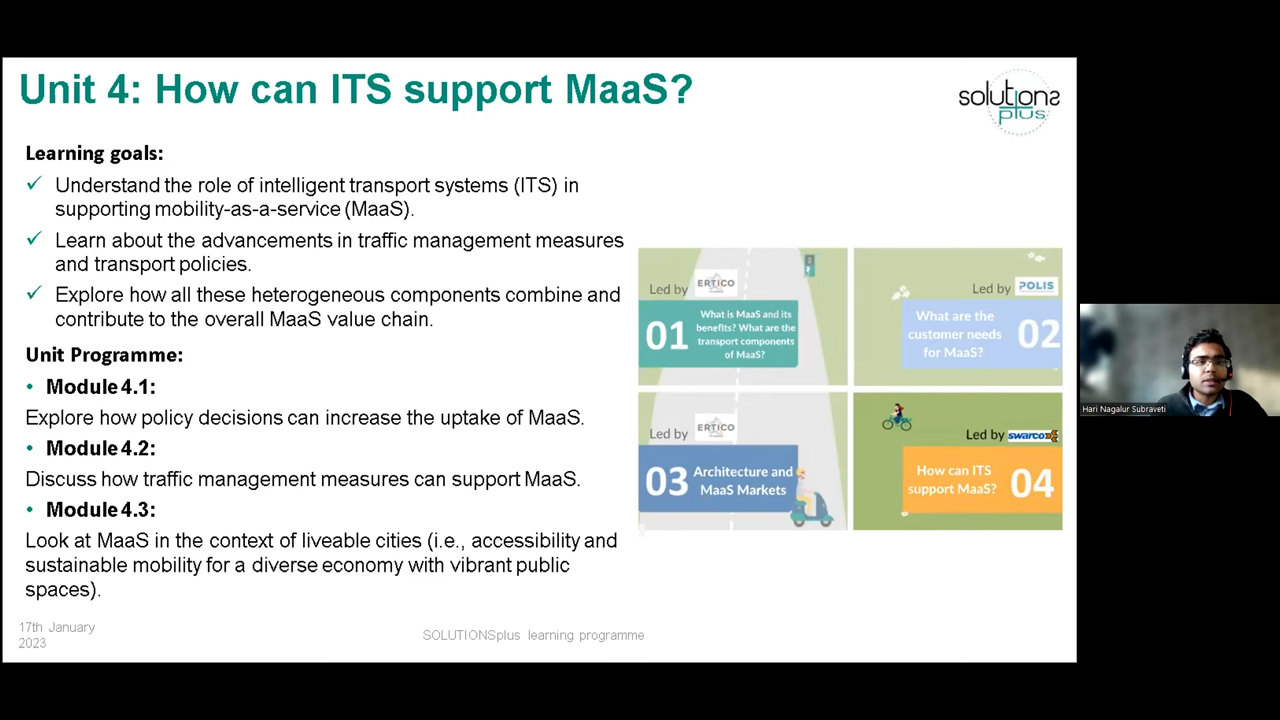 Unit 4: How can ITS support MaaS?
solutions
plus
Learning goals:
✓ Understand the role of intelligent transport systems (ITS) in
supporting mobility-as-a-service (MaaS).
✓ Learn about the advancements in traffic management measures
and transport policies.
✓ Explore how all these heterogeneous components combine and
contribute to the overall MaaS value chain.
Unit Programme:
• Module 4.1:
Explore how policy decisions can increase the uptake of MaaS.
• Module 4.2:
Discuss how traffic management measures can support MaaS.
• Module 4.3:
Look at MaaS in the context of liveable cities (i.e., accessibility and
sustainable mobility for a diverse economy with vibrant public
spaces).
Led by ERTICO
01
What is MaaS and its
benefits? What are the
transport components
of MaaS?
Led by POLIS
What are the
customer needs
for MaaS?
02
Led by ERTICO
03
Architecture and
MaaS Markets
Led by swarco
How can ITS
support MaaS?
04
Hari Nagalur Subraveti
17th January
2023
SOLUTIONSplus learning programme